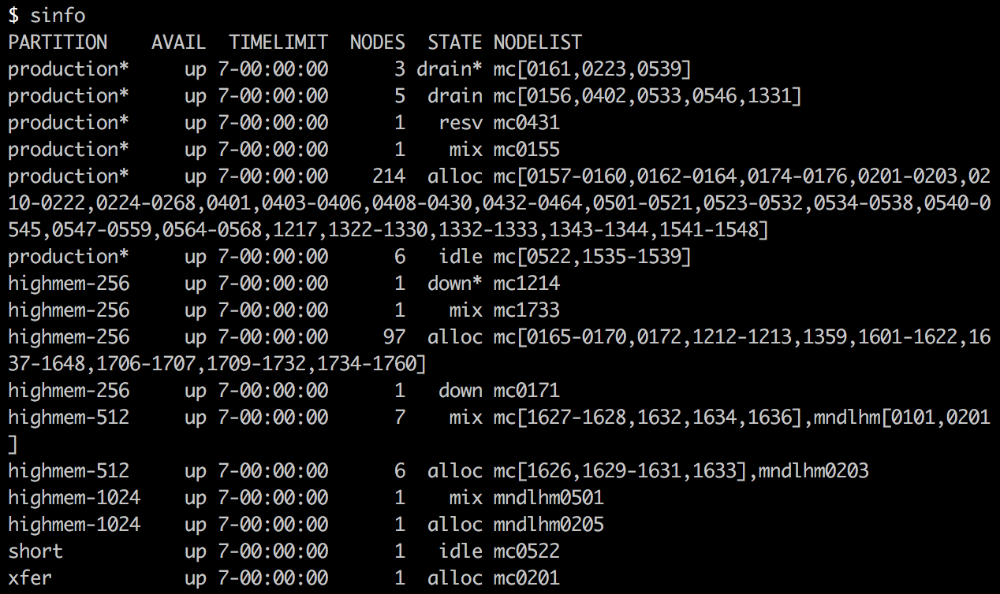 $ sinfo
PARTITION    AVAIL  TIMELIMIT  NODES  STATE NODELIST
production*     up 7-00:00:00      3 drain* mc[0161,0223,0539]
production*     up 7-00:00:00      5  drain mc[0156,0402,0533,0546,1331]
production*     up 7-00:00:00      1   resv mc0431
production*     up 7-00:00:00      1    mix mc0155
production*     up 7-00:00:00    214  alloc mc[0157-0160,0162-0164,0174-0176,0201-0203,02
10-0222,0224-0268,0401,0403-0406,0408-0430,0432-0464,0501-0521,0523-0532,0534-0538,0540-0
545,0547-0559,0564-0568,1217,1322-1330,1332-1333,1343-1344,1541-1548]
production*     up 7-00:00:00      6   idle mc[0522,1535-1539]
highmem-256     up 7-00:00:00      1  down* mc1214
highmem-256     up 7-00:00:00      1    mix mc1733
highmem-256     up 7-00:00:00     97  alloc mc[0165-0170,0172,1212-1213,1359,1601-1622,16
37-1648,1706-1707,1709-1732,1734-1760]
highmem-256     up 7-00:00:00      1   down mc0171
highmem-512     up 7-00:00:00      7    mix mc[1627-1628,1632,1634,1636],mndlhm[0101,0201
]
highmem-512     up 7-00:00:00      6  alloc mc[1626,1629-1631,1633],mndlhm0203
highmem-1024    up 7-00:00:00      1    mix mndlhm0501
highmem-1024    up 7-00:00:00      1  alloc mndlhm0205
short           up 7-00:00:00      1   idle mc0522
xfer            up 7-00:00:00      1  alloc mc0201